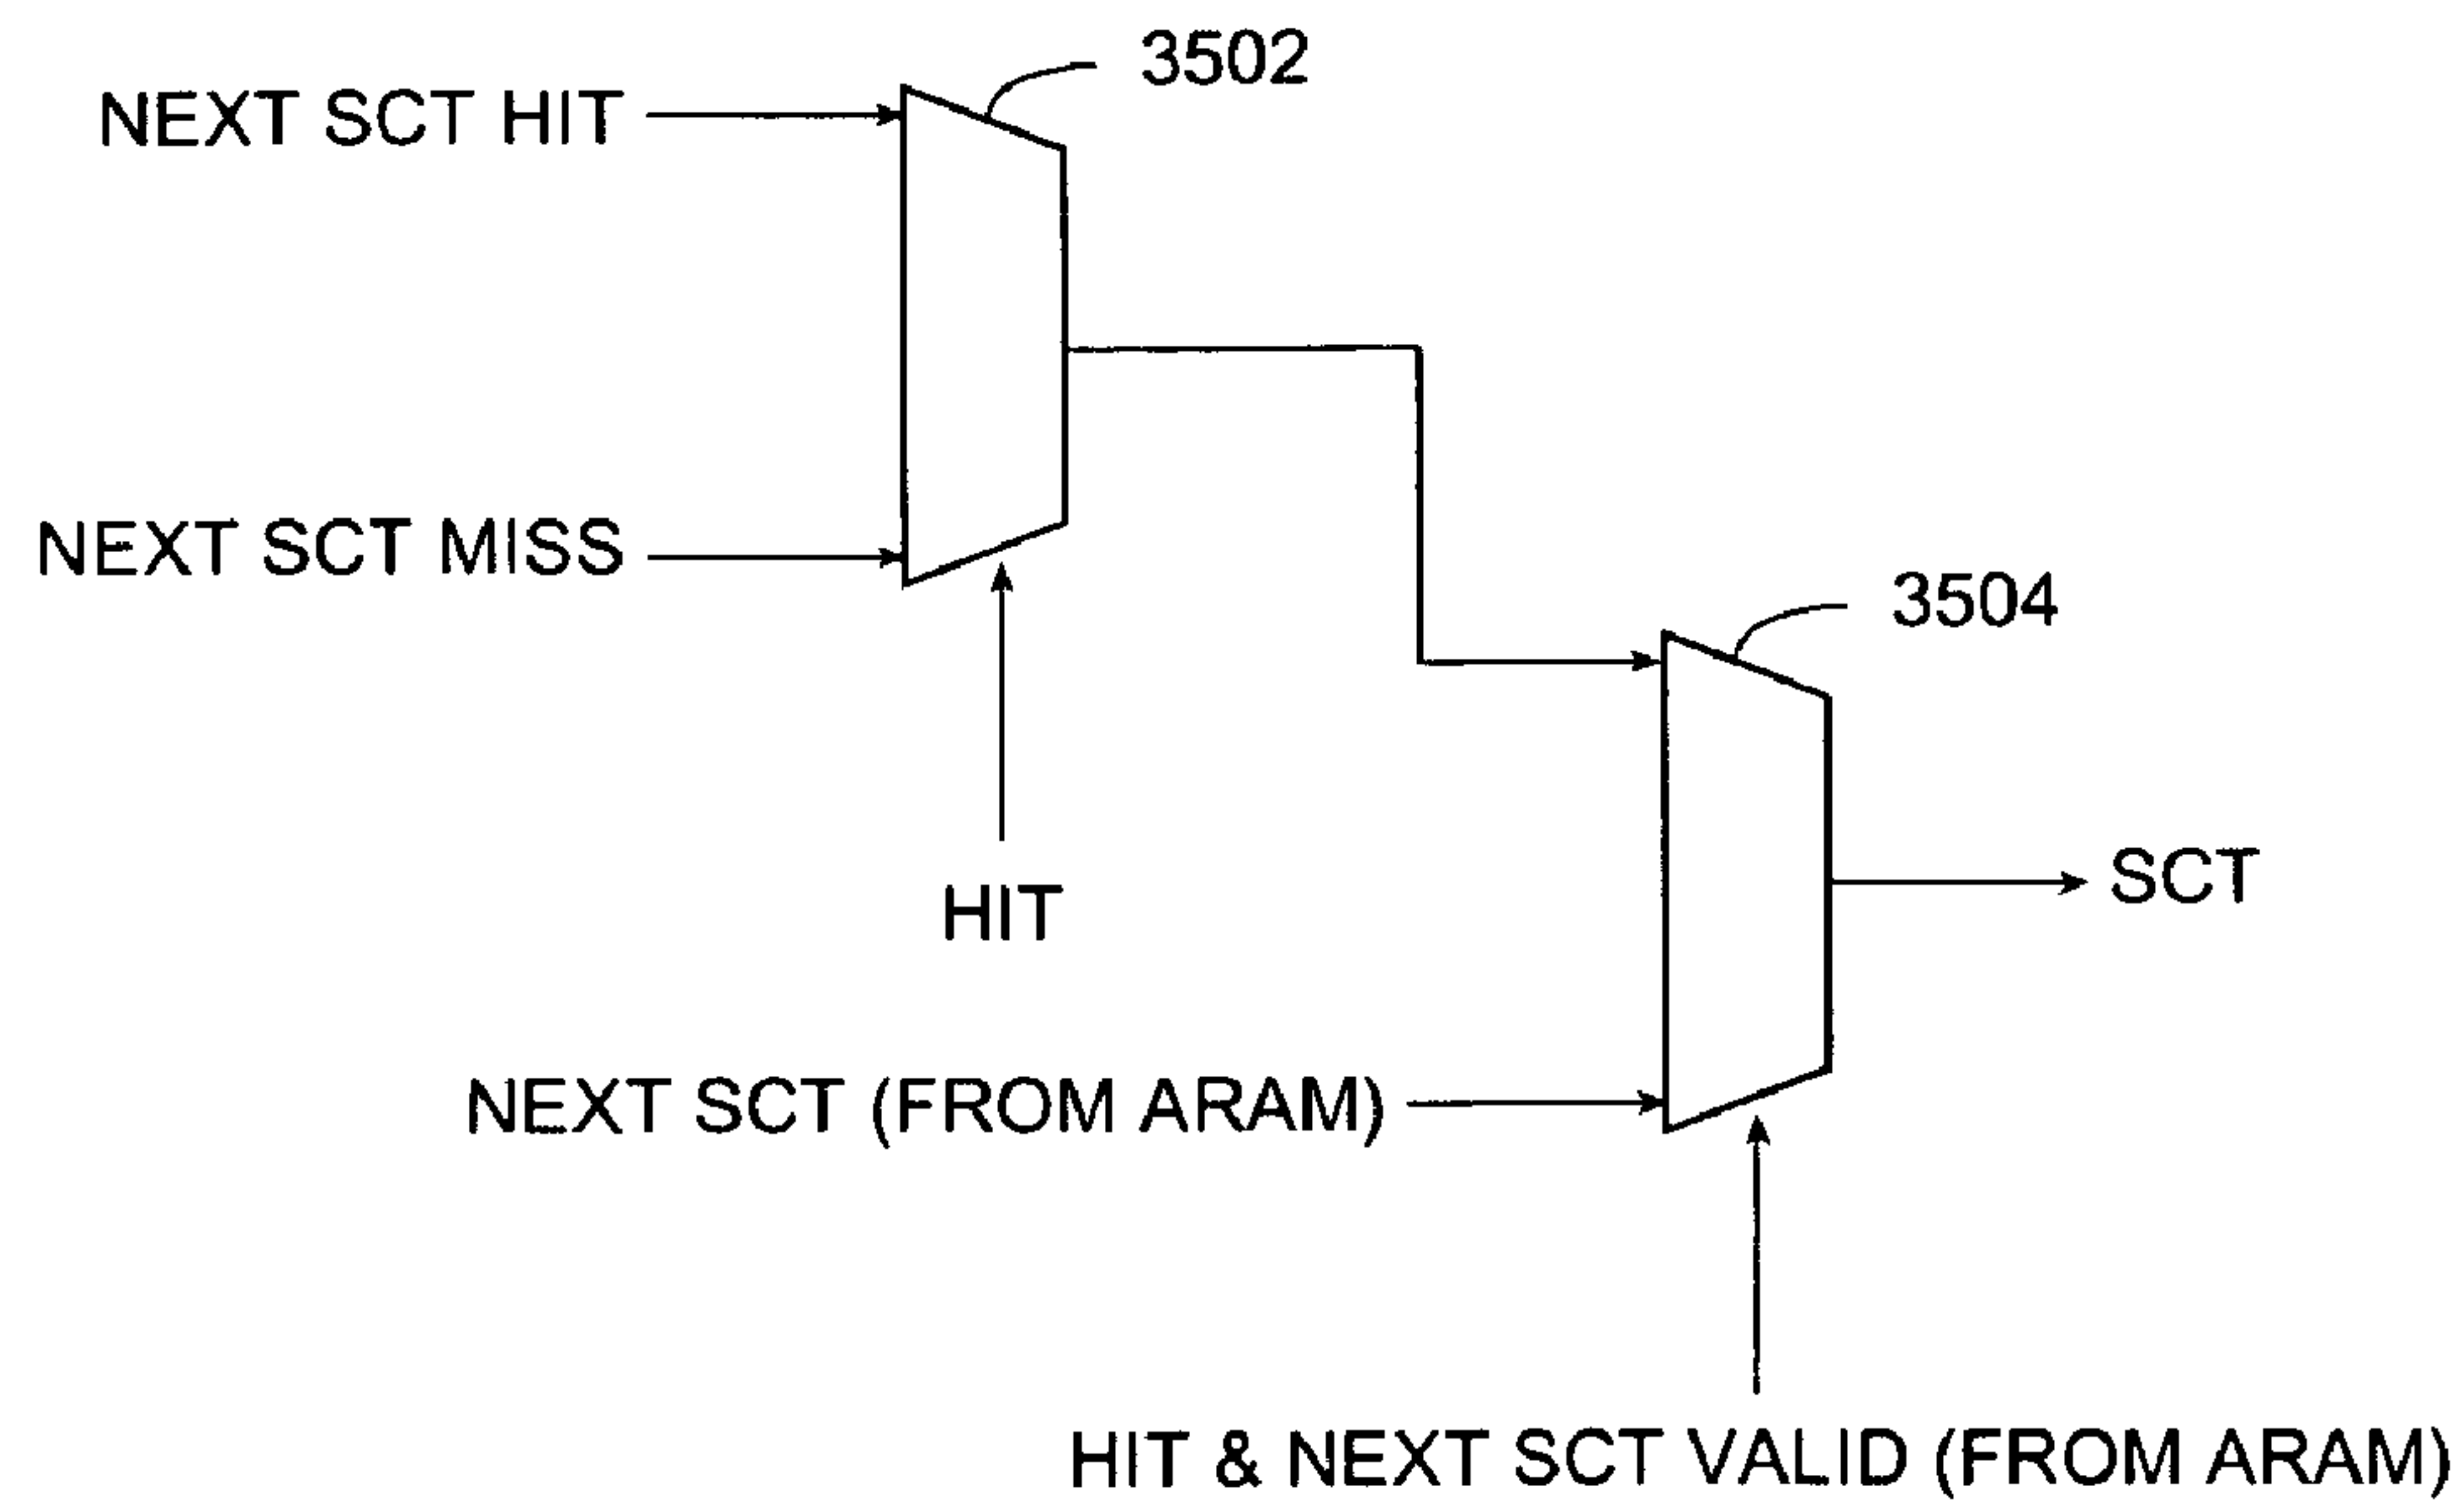 3502
NEXT SCT HIT
NEXT SCT MISS
3504
SCT
HIT
NEXT SCT (FROM ARAM)
HIT & NEXT SCT VALID (FROM ARAM)